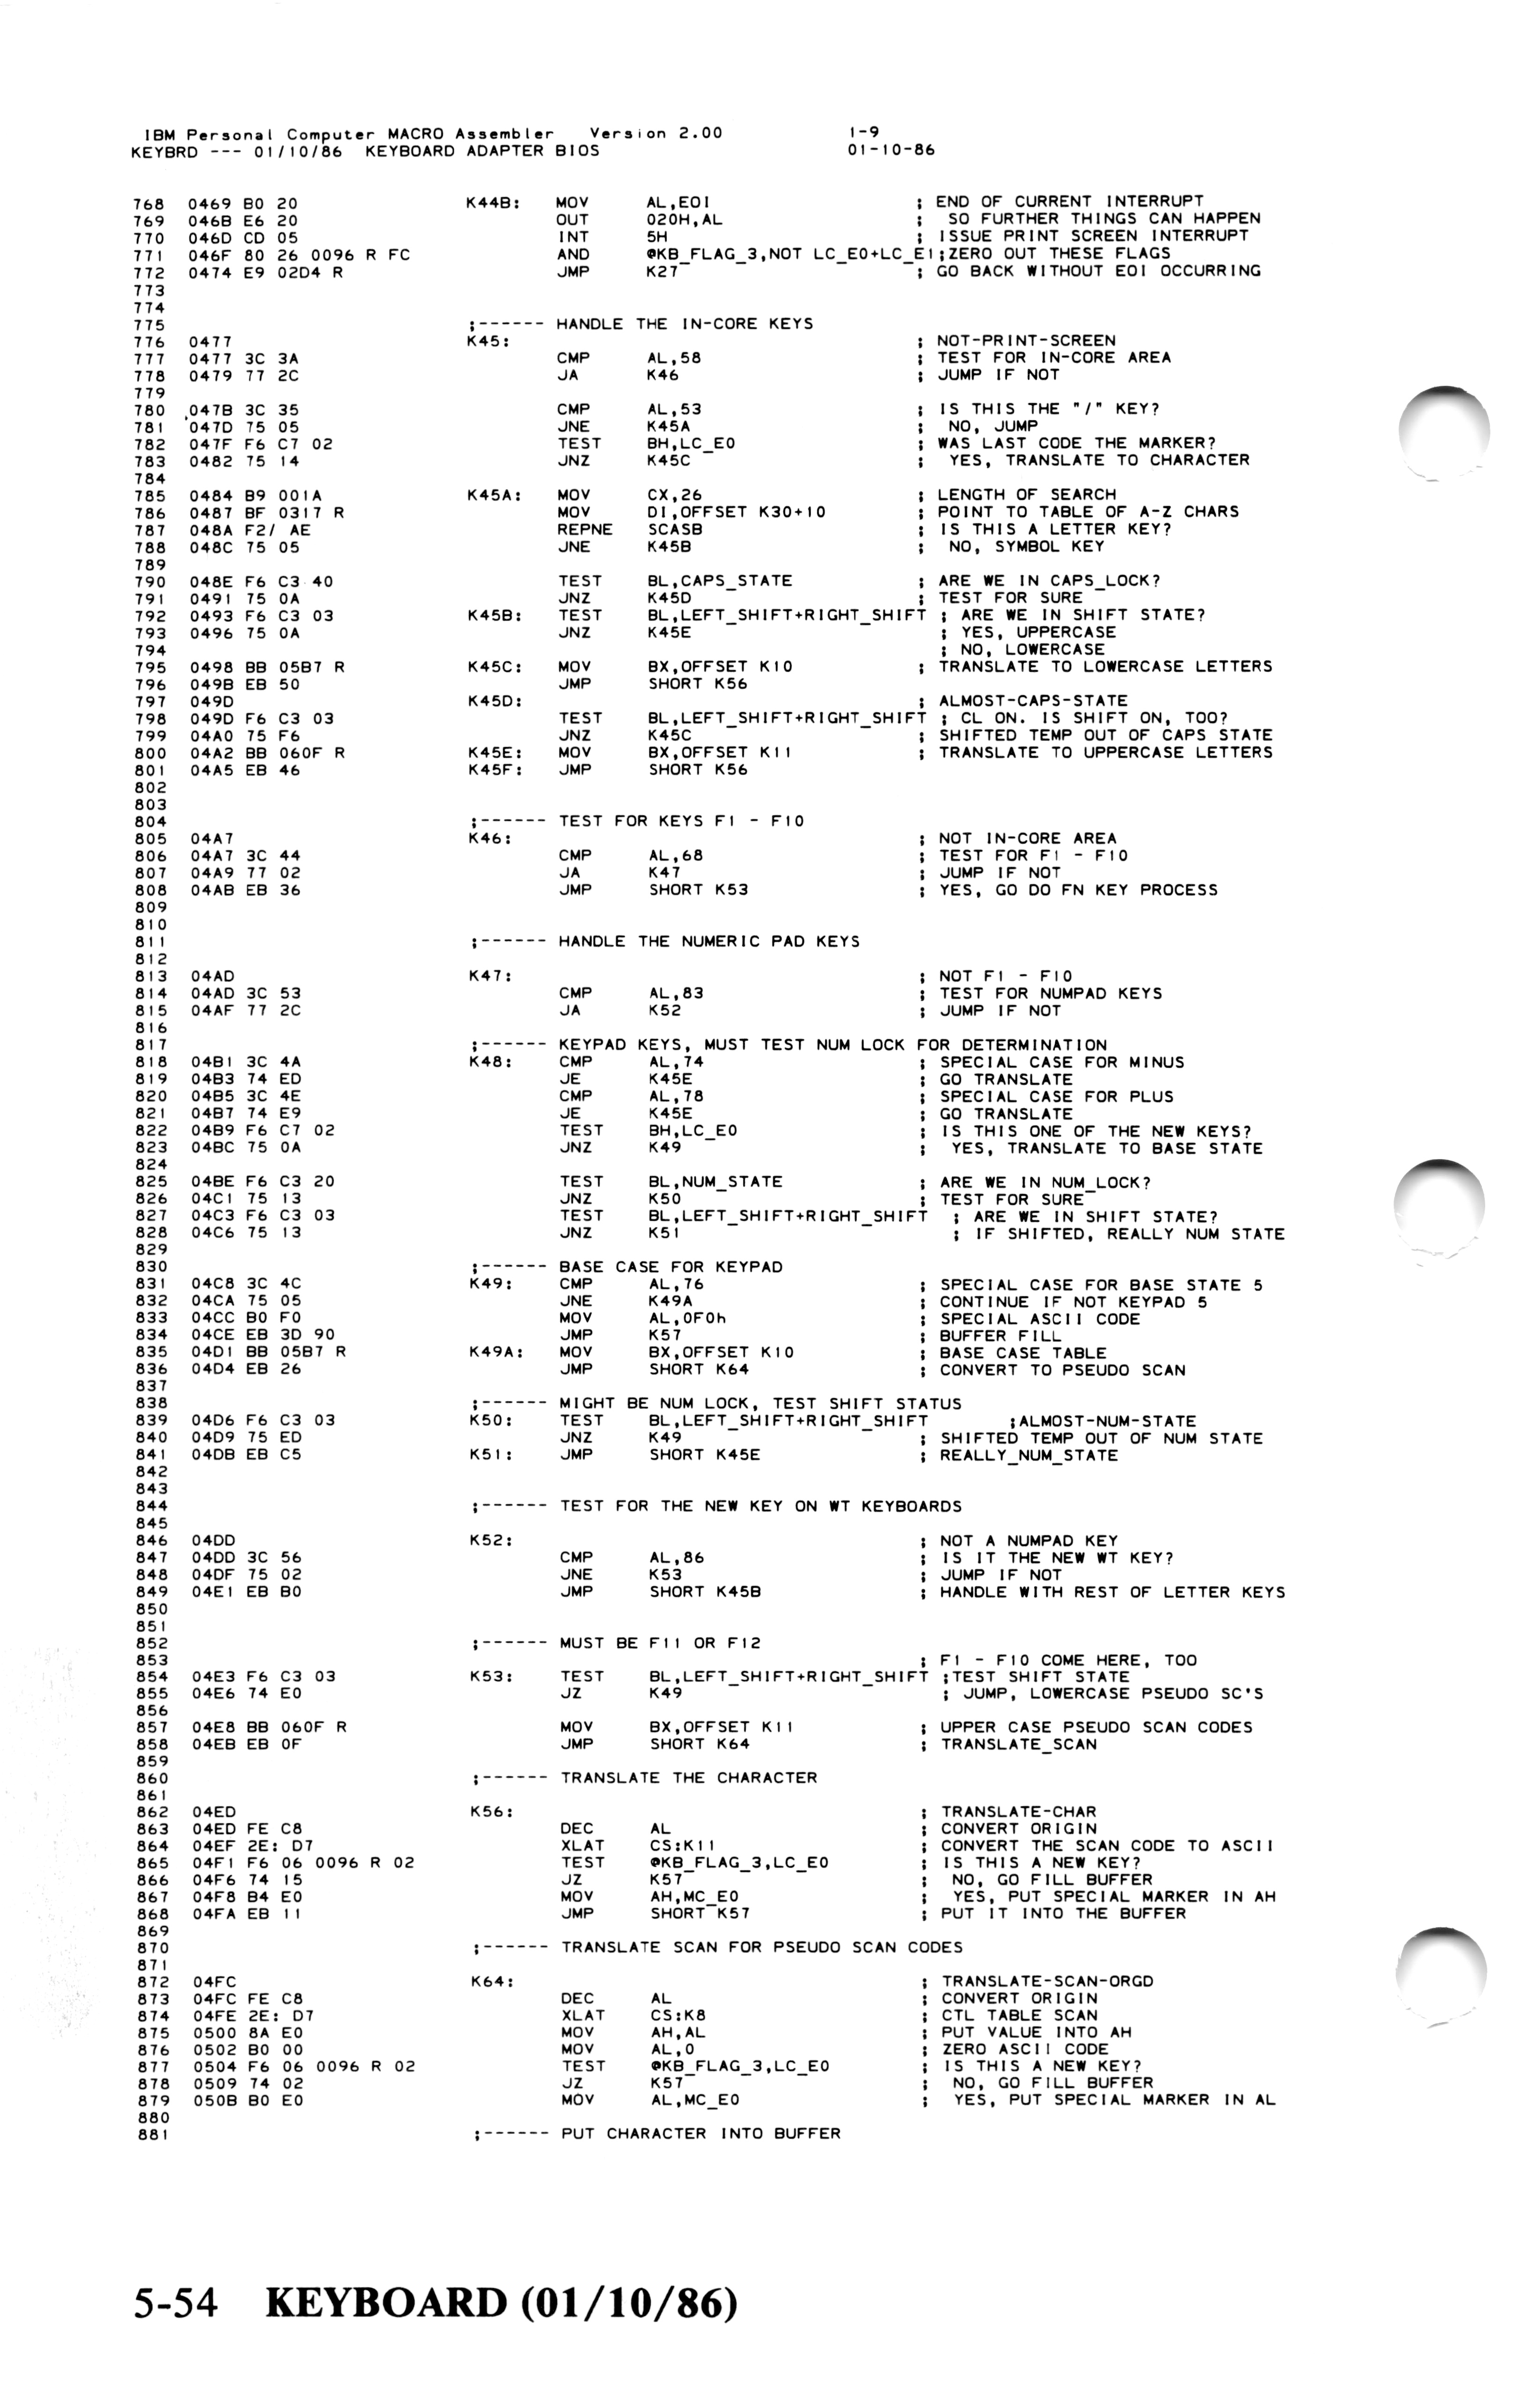 IBM Personal Computer MACRO Assembler   Version 2.00          1-9
KEYBRD --- 01/10/86  KEYBOARD ADAPTER BIOS                    01-10-86
768  0469 B0 20                 K44B:   MOV     AL,EOI                      ; END OF CURRENT INTERRUPT
769  046B E6 20                         OUT     020H,AL                     ;  SO FURTHER THINGS CAN HAPPEN
770  046D CD 05                         INT     5H                          ; ISSUE PRINT SCREEN INTERRUPT
771  046F 80 26 0096 R FC               AND     @KB_FLAG_3,NOT LC_E0+LC_E1;ZERO OUT THESE FLAGS
772  0474 E9 02D4 R                     JMP     K27                         ; GO BACK WITHOUT EOI OCCURRING
773
774
775                             ;------ HANDLE THE IN-CORE KEYS
776  0477                       K45:                                        ; NOT-PRINT-SCREEN
777  0477 3C 3A                         CMP     AL,58                       ; TEST FOR IN-CORE AREA
778  0479 77 2C                         JA      K46                         ; JUMP IF NOT
779
780  047B 3C 35                         CMP     AL,53                       ; IS THIS THE "/" KEY?
781  047D 75 05                         JNE     K45A                        ;  NO, JUMP
782  047F F6 C7 02                      TEST    BH,LC_E0                    ; WAS LAST CODE THE MARKER?
783  0482 75 14                         JNZ     K45C                        ;  YES, TRANSLATE TO CHARACTER
784
785  0484 B9 001A               K45A:   MOV     CX,26                       ; LENGTH OF SEARCH
786  0487 BF 0317 R                     MOV     DI,OFFSET K30+10            ; POINT TO TABLE OF A-Z CHARS
787  048A F2/ AE                        REPNE   SCASB                       ; IS THIS A LETTER KEY?
788  048C 75 05                         JNE     K45B                        ;  NO, SYMBOL KEY
789
790  048E F6 C3 40                      TEST    BL,CAPS_STATE               ; ARE WE IN CAPS_LOCK?
791  0491 75 0A                         JNZ     K45D                        ; TEST FOR SURE
792  0493 F6 C3 03              K45B:   TEST    BL,LEFT_SHIFT+RIGHT_SHIFT   ; ARE WE IN SHIFT STATE?
793  0496 75 0A                         JNZ     K45E                        ; YES, UPPERCASE
794                                                                         ; NO, LOWERCASE
795  0498 BB 05B7 R             K45C:   MOV     BX,OFFSET K10               ; TRANSLATE TO LOWERCASE LETTERS
796  049B EB 50                         JMP     SHORT K56
797  049D                       K45D:                                       ; ALMOST-CAPS-STATE
798  049D F6 C3 03                      TEST    BL,LEFT_SHIFT+RIGHT_SHIFT   ; CL ON. IS SHIFT ON, TOO?
799  04A0 75 F6                         JNZ     K45C                        ; SHIFTED TEMP OUT OF CAPS STATE
800  04A2 BB 060F R             K45E:   MOV     BX,OFFSET K11               ; TRANSLATE TO UPPERCASE LETTERS
801  04A5 EB 46                 K45F:   JMP     SHORT K56
802
803
804                             ;------ TEST FOR KEYS F1 - F10
805  04A7                       K46:                                        ; NOT IN-CORE AREA
806  04A7 3C 44                         CMP     AL,68                       ; TEST FOR F1 - F10
807  04A9 77 02                         JA      K47                         ; JUMP IF NOT
808  04AB EB 36                         JMP     SHORT K53                   ; YES, GO DO FN KEY PROCESS
809
810
811                             ;------ HANDLE THE NUMERIC PAD KEYS
812
813  04AD                       K47:                                        ; NOT F1 - F10
814  04AD 3C 53                         CMP     AL,83                       ; TEST FOR NUMPAD KEYS
815  04AF 77 2C                         JA      K52                         ; JUMP IF NOT
816
817                             ;------ KEYPAD KEYS, MUST TEST NUM LOCK FOR DETERMINATION
818  04B1 3C 4A                 K48:    CMP     AL,74                       ; SPECIAL CASE FOR MINUS
819  04B3 74 ED                         JE      K45E                        ; GO TRANSLATE
820  04B5 3C 4E                         CMP     AL,78                       ; SPECIAL CASE FOR PLUS
821  04B7 74 E9                         JE      K45E                        ; GO TRANSLATE
822  04B9 F6 C7 02                      TEST    BH,LC_E0                    ; IS THIS ONE OF THE NEW KEYS?
823  04BC 75 0A                         JNZ     K49                         ;  YES, TRANSLATE TO BASE STATE
824
825  04BE F6 C3 20                      TEST    BL,NUM_STATE                ; ARE WE IN NUM_LOCK?
826  04C1 75 13                         JNZ     K50                         ; TEST FOR SURE
827  04C3 F6 C3 03                      TEST    BL,LEFT_SHIFT+RIGHT_SHIFT   ; ARE WE IN SHIFT STATE?
828  04C6 75 13                         JNZ     K51                         ; IF SHIFTED, REALLY NUM STATE
829
830                             ;------ BASE CASE FOR KEYPAD
831  04C8 3C 4C                 K49:    CMP     AL,76                       ; SPECIAL CASE FOR BASE STATE 5
832  04CA 75 05                         JNE     K49A                        ; CONTINUE IF NOT KEYPAD 5
833  04CC B0 F0                         MOV     AL,0F0h                     ; SPECIAL ASCII CODE
834  04CE EB 3D 90                      JMP     K57                         ; BUFFER FILL
835  04D1 BB 05B7 R             K49A:   MOV     BX,OFFSET K10               ; BASE CASE TABLE
836  04D4 EB 26                         JMP     SHORT K64                   ; CONVERT TO PSEUDO SCAN
837
838                             ;------ MIGHT BE NUM LOCK, TEST SHIFT STATUS
839  04D6 F6 C3 03              K50:    TEST    BL,LEFT_SHIFT+RIGHT_SHIFT         ;ALMOST-NUM-STATE
840  04D9 75 ED                         JNZ     K49                         ; SHIFTED TEMP OUT OF NUM STATE
841  04DB EB C5                 K51:    JMP     SHORT K45E                  ; REALLY_NUM_STATE
842
843
844                             ;------ TEST FOR THE NEW KEY ON WT KEYBOARDS
845
846  04DD                       K52:                                        ; NOT A NUMPAD KEY
847  04DD 3C 56                         CMP     AL,86                       ; IS IT THE NEW WT KEY?
848  04DF 75 02                         JNE     K53                         ; JUMP IF NOT
849  04E1 EB B0                         JMP     SHORT K45B                  ; HANDLE WITH REST OF LETTER KEYS
850
851
852                             ;------ MUST BE F11 OR F12
853                                                                         ; F1 - F10 COME HERE, TOO
854  04E3 F6 C3 03              K53:    TEST    BL,LEFT_SHIFT+RIGHT_SHIFT ;TEST SHIFT STATE
855  04E6 74 E0                         JZ      K49                         ; JUMP, LOWERCASE PSEUDO SC'S
856
857  04E8 BB 060F R                     MOV     BX,OFFSET K11               ; UPPER CASE PSEUDO SCAN CODES
858  04EB EB 0F                         JMP     SHORT K64                   ; TRANSLATE_SCAN
859
860                             ;------ TRANSLATE THE CHARACTER
861
862  04ED                       K56:                                        ; TRANSLATE-CHAR
863  04ED FE C8                         DEC     AL                          ; CONVERT ORIGIN
864  04EF 2E: D7                        XLAT    CS:K11                      ; CONVERT THE SCAN CODE TO ASCII
865  04F1 F6 06 0096 R 02               TEST    @KB_FLAG_3,LC_E0            ; IS THIS A NEW KEY?
866  04F6 74 15                         JZ      K57                         ;  NO, GO FILL BUFFER
867  04F8 B4 E0                         MOV     AH,MC_E0                    ;  YES, PUT SPECIAL MARKER IN AH
868  04FA EB 11                         JMP     SHORT K57                   ; PUT IT INTO THE BUFFER
869
870                             ;------ TRANSLATE SCAN FOR PSEUDO SCAN CODES
871
872  04FC                       K64:                                        ; TRANSLATE-SCAN-ORGD
873  04FC FE C8                         DEC     AL                          ; CONVERT ORIGIN
874  04FE 2E: D7                        XLAT    CS:K8                       ; CTL TABLE SCAN
875  0500 8A E0                         MOV     AH,AL                       ; PUT VALUE INTO AH
876  0502 B0 00                         MOV     AL,0                        ; ZERO ASCII CODE
877  0504 F6 06 0096 R 02               TEST    @KB_FLAG_3,LC_E0            ; IS THIS A NEW KEY?
878  0509 74 02                         JZ      K57                         ;  NO, GO FILL BUFFER
879  050B B0 E0                         MOV     AL,MC_E0                    ;  YES, PUT SPECIAL MARKER IN AL
880
881                             ;------ PUT CHARACTER INTO BUFFER
5-54   KEYBOARD (01/10/86)